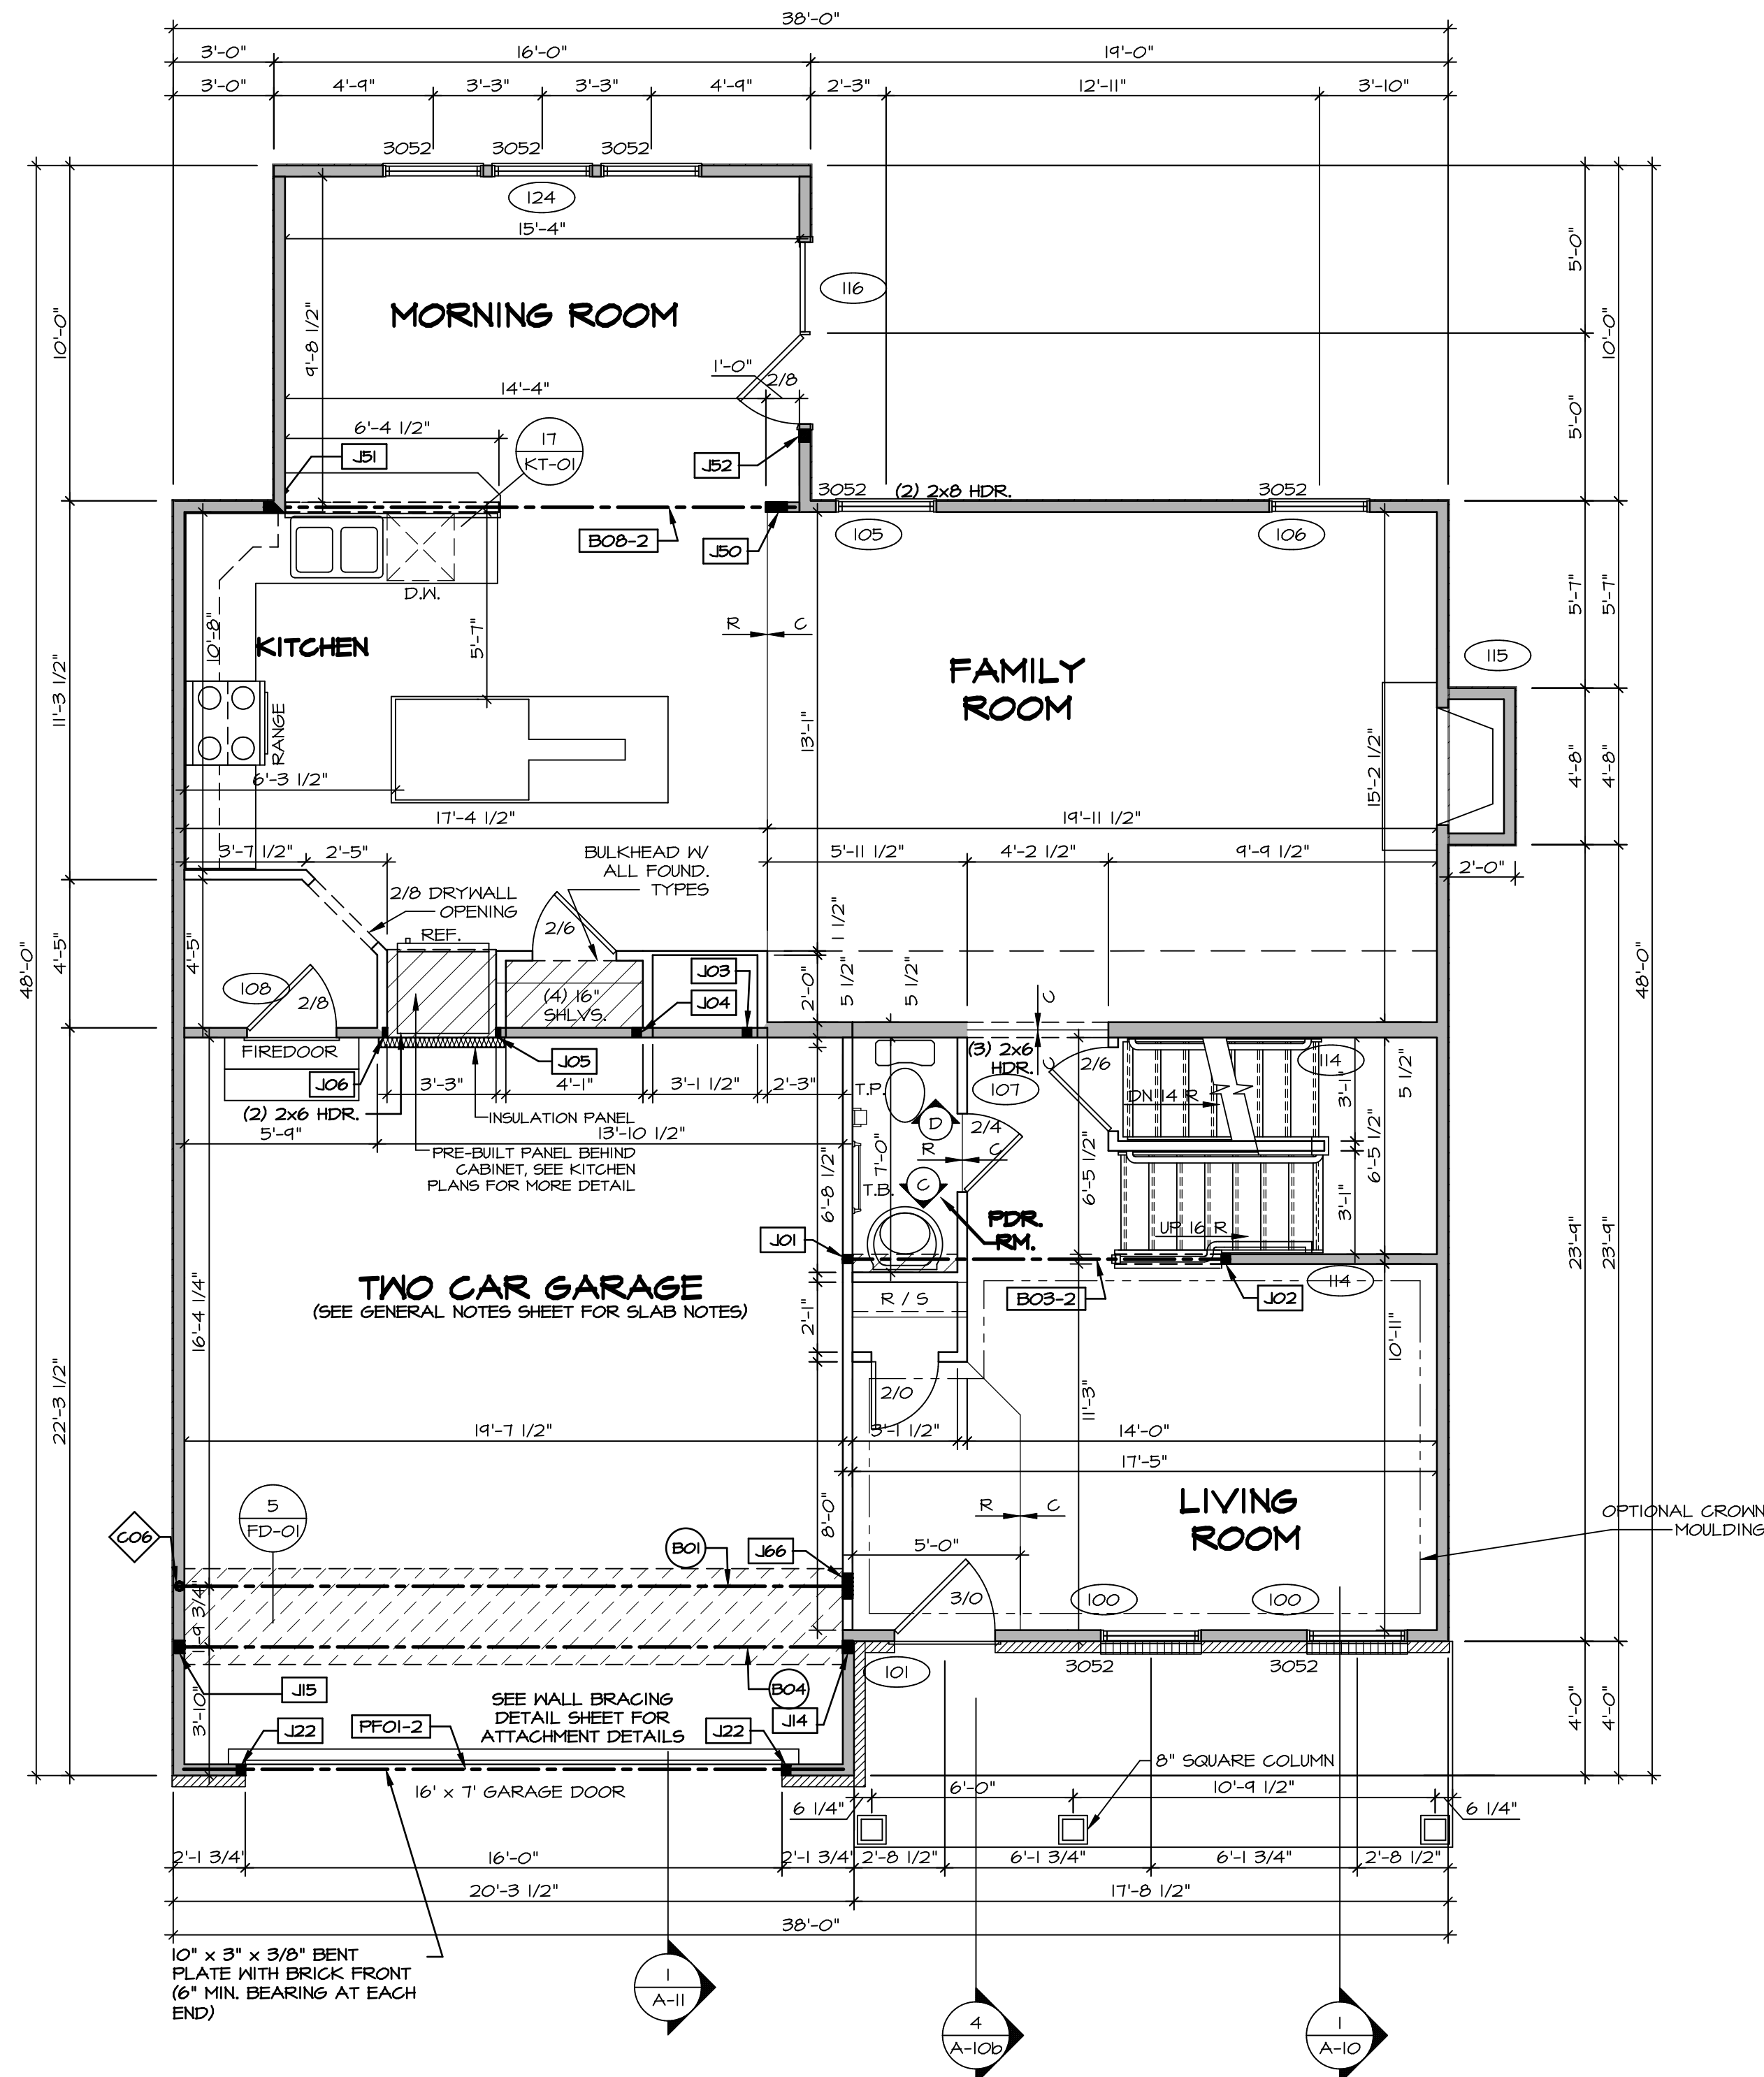 38'-0"
3'-0" 16'-0" 19'-0"
3'-0" 4'-9" 3'-3" 3'-3" 4'-9" 2'-3" 12'-11" 3'-10"
3052 3052 3052
124
15'-4"
5'-0"
116
MORNING ROOM
9'-8 1/2"
10'-0"
10'-0"
1'-0"
2/8
14'-4"
5'-0"
6'-4 1/2"
17
KT-01
J51
J52
3052 (2) 2x8 HDR. 3052
105
106
B08-2
J50
D.W.
5'-7"
5'-7"
10'-8"
KITCHEN
5'-7"
R C
FAMILY
ROOM
115
11'-3 1/2"
RANGE
13'-1"
15'-2 1/2"
4'-8"
4'-8"
6'-3 1/2"
17'-4 1/2" 19'-11 1/2"
3'-7 1/2" 2'-5"
BULKHEAD W/
ALL FOUND.
TYPES
5'-11 1/2" 4'-2 1/2" 9'-9 1/2"
2'-0"
2/8 DRYWALL
OPENING
REF.
2/6
1 1/2"
4'-5"
4'-5"
48'-0"
48'-0"
108
2/8
(4) 16"
SHLVS.
J03
J04
2'-0"
5 1/2"
5 1/2"
C
FIREDOOR
J06
J05
3'-3" 4'-1" 3'-1 1/2" 2'-3"
(2) 2x6 HDR.
INSULATION PANEL
5'-9" 13'-10 1/2"
PRE-BUILT PANEL BEHIND
CABINET, SEE KITCHEN
PLANS FOR MORE DETAIL
T.P.
(3) 2x6
HDR.
C
107
2/6
114
DN 14 R
3'-1"
5 1/2"
D
2/4
R C
7'-0"
6'-8 1/2"
T.B.
C
6'-5 1/2"
6'-5 1/2"
3'-1"
PDR.
RM.
UP 16 R
J01
23'-9"
23'-9"
TWO CAR GARAGE
(SEE GENERAL NOTES SHEET FOR SLAB NOTES)
16'-4 1/4"
R / S
2'-1"
B03-2
J02
114
10'-11"
22'-3 1/2"
2/0
11'-3"
19'-7 1/2" 3'-1 1/2" 14'-0"
17'-5"
5
FD-01
8'-0"
LIVING
ROOM
R C
OPTIONAL CROWN
MOULDING
C06
B01
J66
5'-0"
3/0
100
100
1'-9 3/4"
101
3052 3052
J15
B04
3'-10"
SEE WALL BRACING
DETAIL SHEET FOR
ATTACHMENT DETAILS
J14
4'-0"
4'-0"
J22
PF01-2
J22
16' x 7' GARAGE DOOR
8" SQUARE COLUMN
6 1/4" 6'-0" 10'-9 1/2" 6 1/4"
2'-1 3/4" 16'-0" 2'-1 3/4" 2'-8 1/2" 6'-1 3/4" 6'-1 3/4" 2'-8 1/2"
20'-3 1/2" 17'-8 1/2"
38'-0"
10" x 3" x 3/8" BENT
PLATE WITH BRICK FRONT
(6" MIN. BEARING AT EACH
END)
1
A-11
4
A-10b
1
A-10